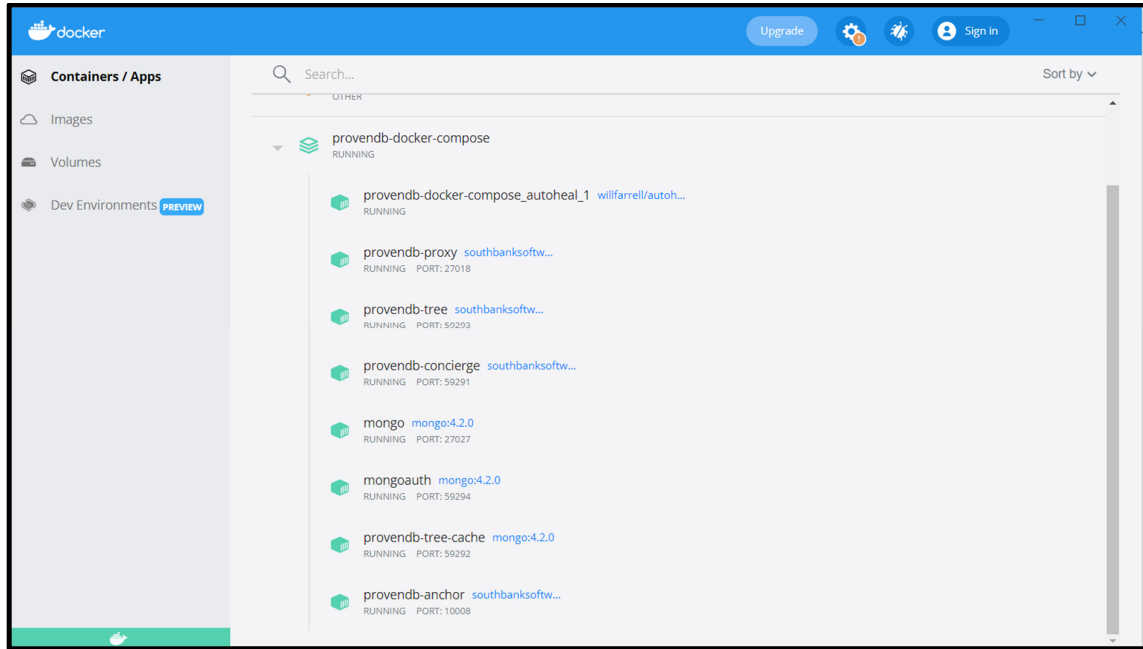 docker
Upgrade
Sign in
Containers / Apps
Images
Volumes
Dev Environments PREVIEW
Search...
Sort by
OTHER
provendb-docker-compose
RUNNING
provendb-docker-compose_autoheal_1 willfarrell/autoh...
RUNNING
provendb-proxy southbanksoftw...
RUNNING PORT: 27018
provendb-tree southbanksoftw...
RUNNING PORT: 59293
provendb-concierge southbanksoftw...
RUNNING PORT: 59291
mongo mongo:4.2.0
RUNNING PORT: 27027
mongoauth mongo:4.2.0
RUNNING PORT: 59294
provendb-tree-cache mongo:4.2.0
RUNNING PORT: 59292
provendb-anchor southbanksoftw...
RUNNING PORT: 10008